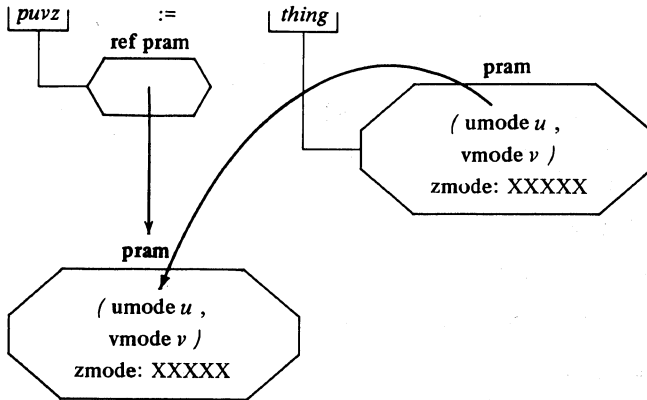 puvz := thing
ref pram
pram
( umode u ,
vmode v )
zmode: XXXXX
pram
( umode u ,
vmode v )
zmode: XXXXX